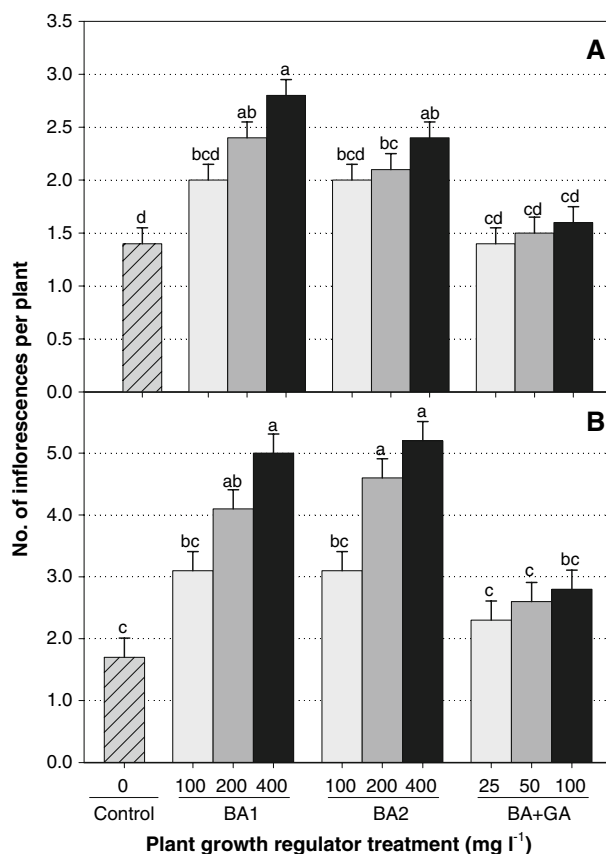 A
3.5
3.0
2.5
2.0
1.5
1.0
0.5
0.0
d
bcd
ab
a
bcd
bc
ab
cd
cd
cd
No. of inflorescences per plant
B
5.0
4.0
3.0
2.0
1.0
0.0
c
bc
ab
a
bc
a
a
c
c
bc
0 100 200 400 100 200 400 25 50 100
Control BA1 BA2 BA+GA
Plant growth regulator treatment (mg l⁻¹)